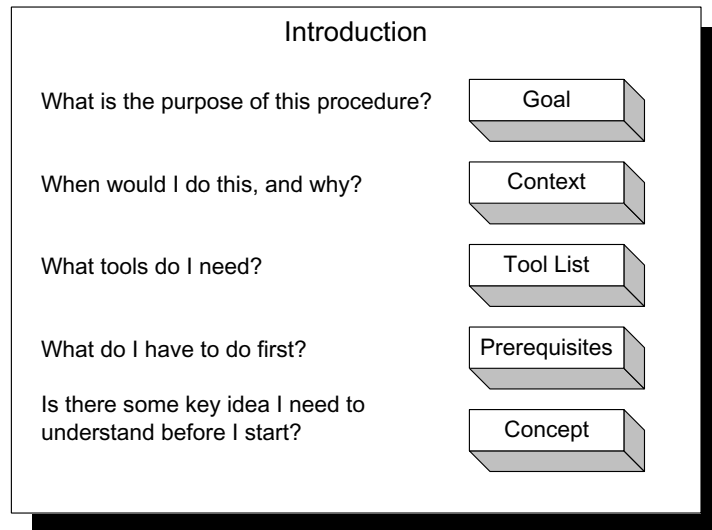 Introduction
What is the purpose of this procedure?
Goal
When would I do this, and why?
Context
What tools do I need?
Tool List
What do I have to do first?
Prerequisites
Is there some key idea I need to
understand before I start?
Concept